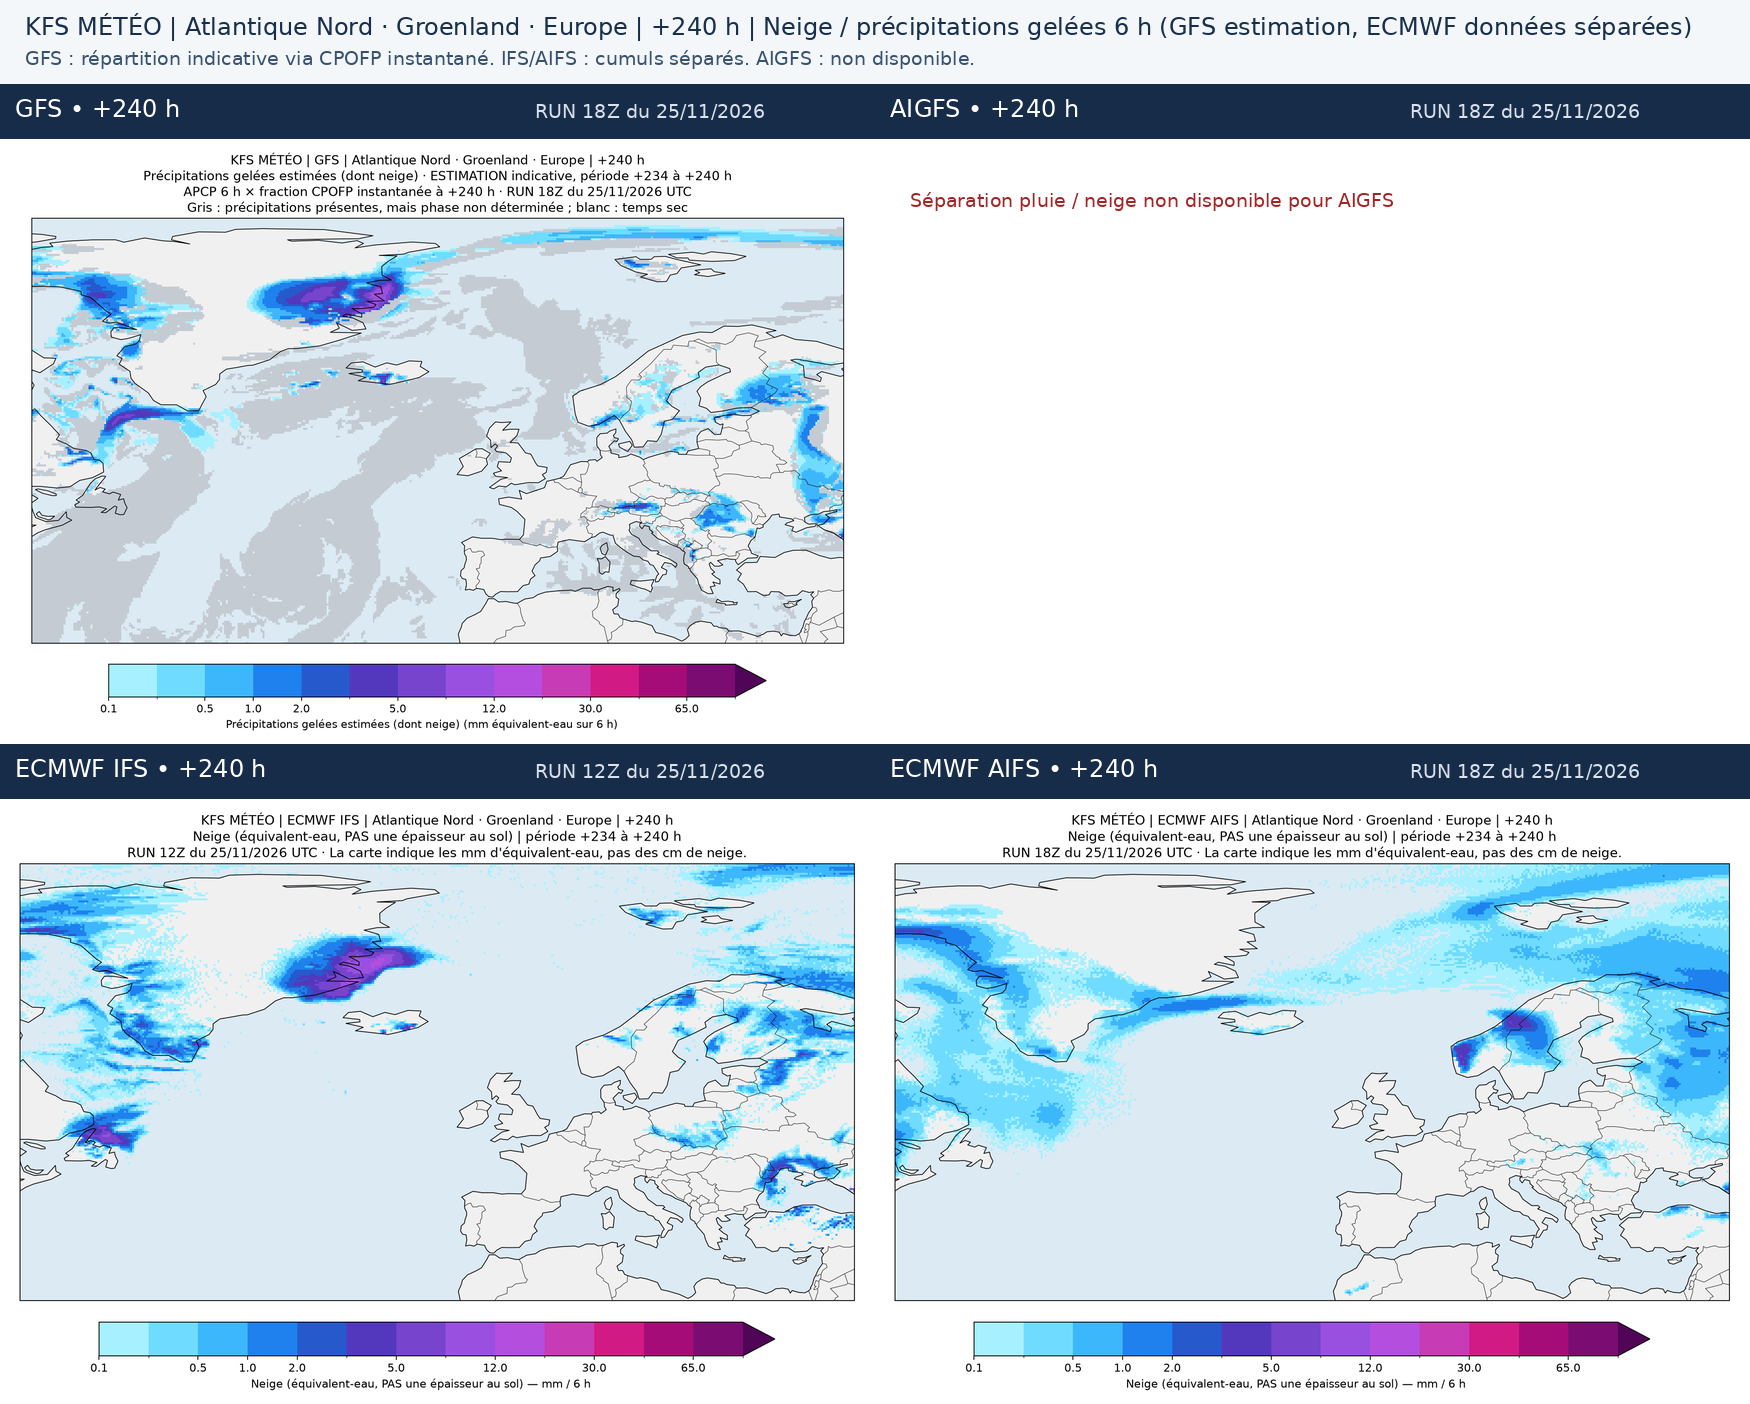 KFS MÉTÉO | Atlantique Nord · Groenland · Europe | +240 h | Neige / précipitations gelées 6 h (GFS estimation, ECMWF données séparées)
GFS : répartition indicative via CPOFP instantané. IFS/AIFS : cumuls séparés. AIGFS : non disponible.
GFS • +240 h
RUN 18Z du 25/11/2026
AIGFS • +240 h
RUN 18Z du 25/11/2026
KFS MÉTÉO | GFS | Atlantique Nord · Groenland · Europe | +240 h
Précipitations gelées estimées (dont neige) · ESTIMATION indicative, période +234 à +240 h
APCP 6 h × fraction CPOFP instantanée à +240 h · RUN 18Z du 25/11/2026 UTC
Gris : précipitations présentes, mais phase non déterminée ; blanc : temps sec
Séparation pluie / neige non disponible pour AIGFS
0.1 0.5 1.0 2.0 5.0 12.0 30.0 65.0
Précipitations gelées estimées (dont neige) (mm équivalent-eau sur 6 h)
ECMWF IFS • +240 h
RUN 12Z du 25/11/2026
ECMWF AIFS • +240 h
RUN 18Z du 25/11/2026
KFS MÉTÉO | ECMWF IFS | Atlantique Nord · Groenland · Europe | +240 h
Neige (équivalent-eau, PAS une épaisseur au sol) | période +234 à +240 h
RUN 12Z du 25/11/2026 UTC · La carte indique les mm d'équivalent-eau, pas des cm de neige.
KFS MÉTÉO | ECMWF AIFS | Atlantique Nord · Groenland · Europe | +240 h
Neige (équivalent-eau, PAS une épaisseur au sol) | période +234 à +240 h
RUN 18Z du 25/11/2026 UTC · La carte indique les mm d'équivalent-eau, pas des cm de neige.
0.1 0.5 1.0 2.0 5.0 12.0 30.0 65.0
Neige (équivalent-eau, PAS une épaisseur au sol) — mm / 6 h
0.1 0.5 1.0 2.0 5.0 12.0 30.0 65.0
Neige (équivalent-eau, PAS une épaisseur au sol) — mm / 6 h